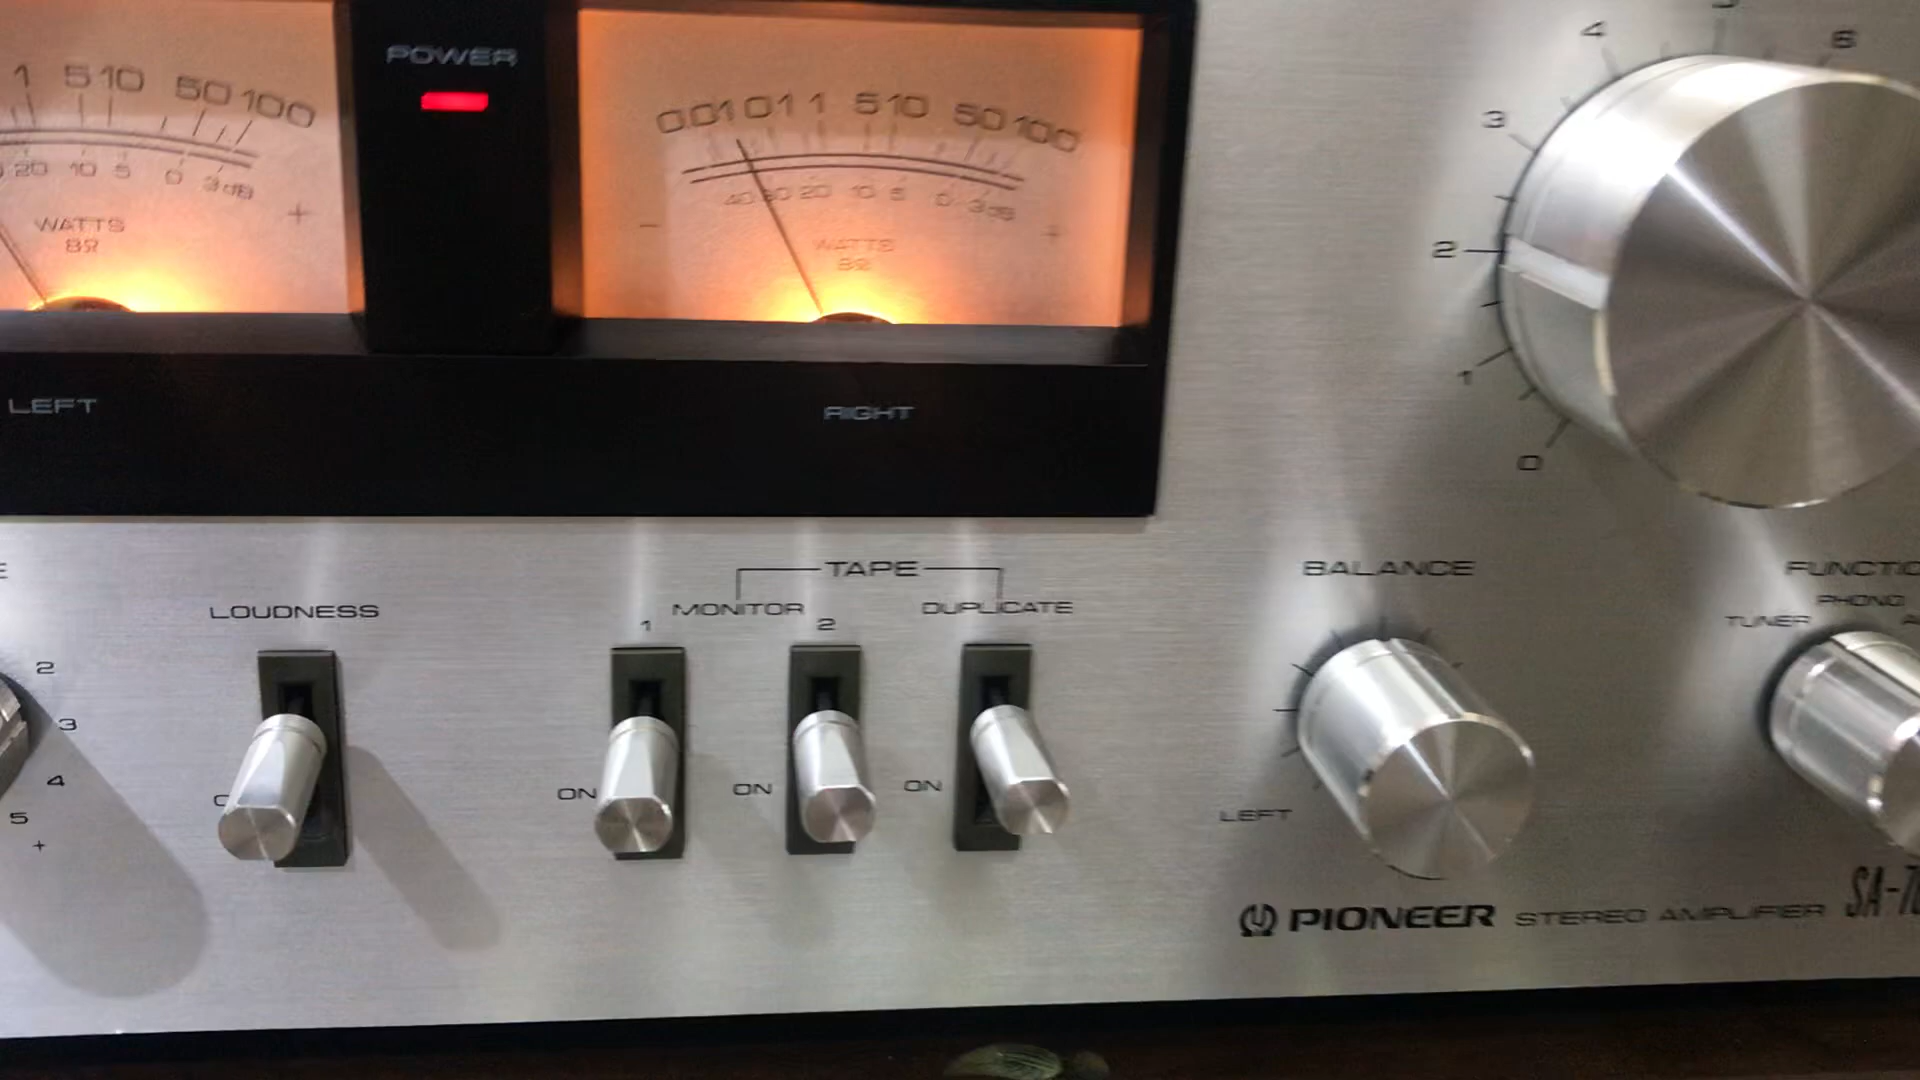 1 5 10 50 100
20 10 5 0 3 dB
+
WATTS
8Ω
POWER
0.01 0.1 1 5 10 50 100
40 30 20 10 5 0 3 dB
- +
WATTS
8Ω
LEFT
RIGHT
4
6
3
2
1
0
LOUDNESS
TAPE
MONITOR
1
2
DUPLICATE
ON
ON
ON
2
3
4
5
+
BALANCE
LEFT
TUNER
PHONO
PIONEER STEREO AMPLIFIER